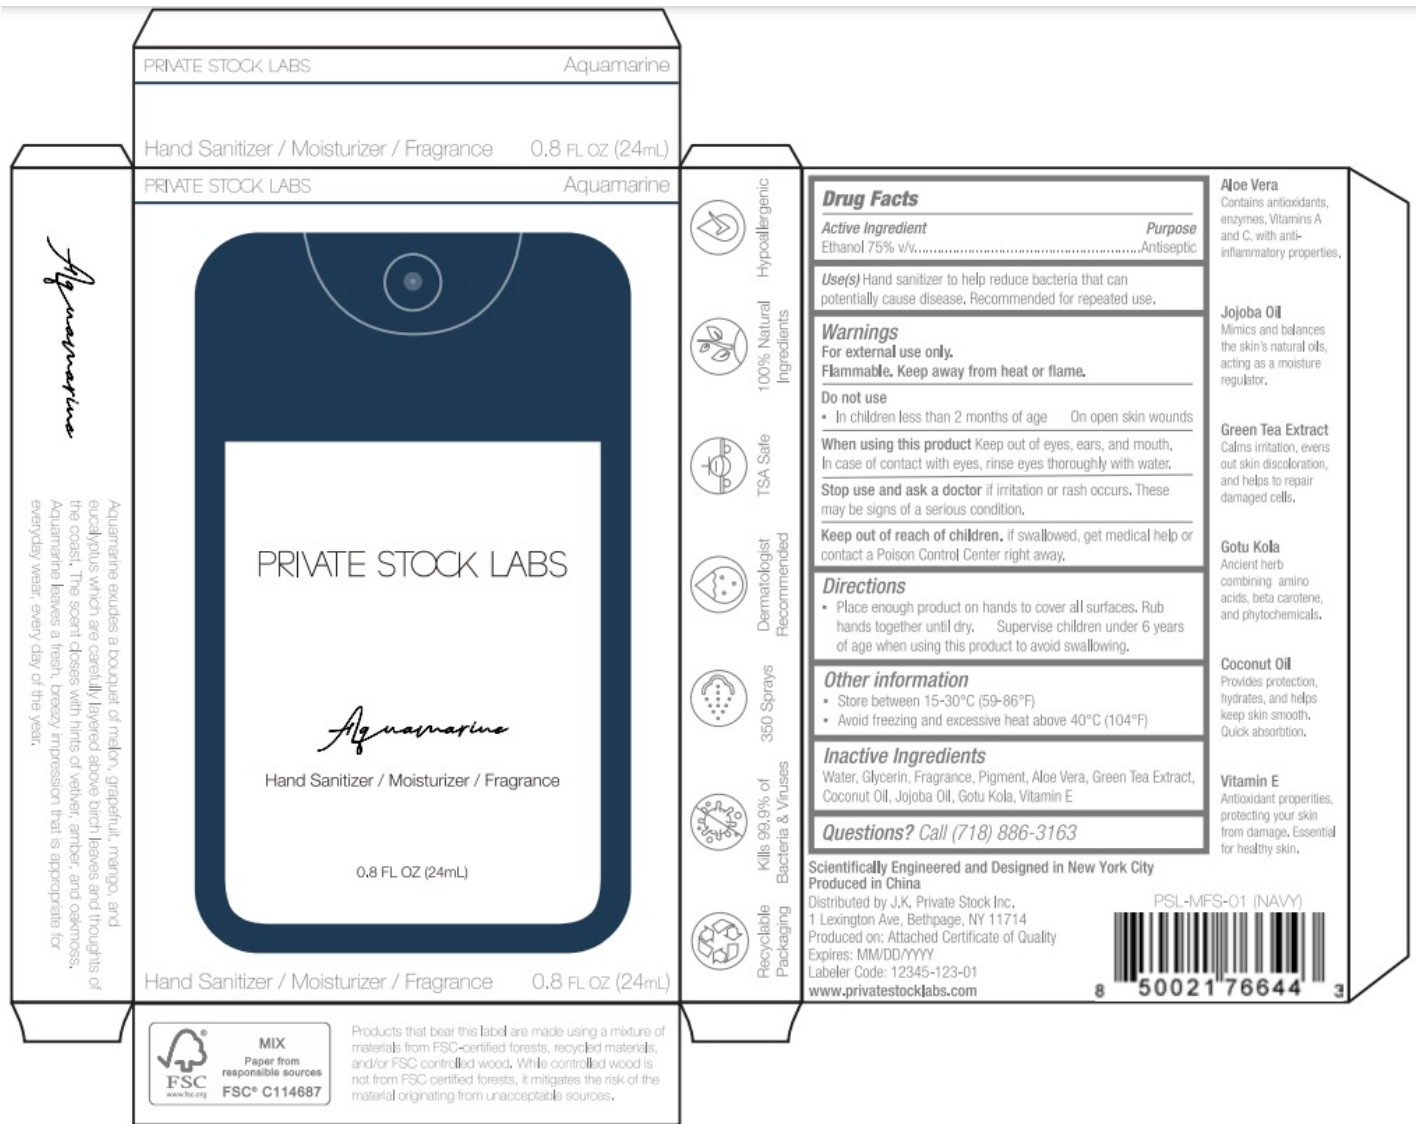 PRIVATE STOCK LABS Aquamarine
Hand Sanitizer / Moisturizer / Fragrance 0.8 FL OZ (24mL)
Aquamarine
Aquamarine exudes a bouquet of melon, grapefruit, mango, and
eucalyptus which are carefully layered above birch leaves and thoughts of
the coast. The scent closes with hints of vetiver, amber, and oakmoss.
Aquamarine leaves a fresh, breezy impression that is appropriate for
everyday wear, every day of the year.
PRIVATE STOCK LABS Aquamarine
PRIVATE STOCK LABS
Aquamarine
Hand Sanitizer / Moisturizer / Fragrance
0.8 FL OZ (24mL)
Hand Sanitizer / Moisturizer / Fragrance 0.8 FL OZ (24mL)
FSC®
www.fsc.org
MIX
Paper from
responsible sources
FSC® C114687
Products that bear this label are made using a mixture of
materials from FSC-certified forests, recycled materials,
and/or FSC controlled wood. While controlled wood is
not from FSC certified forests, it mitigates the risk of the
material originating from unacceptable sources.
Hypoallergenic
100% Natural
Ingredients
TSA Safe
Dermatologist
Recommended
350 Sprays
Kills 99.9% of
Bacteria & Viruses
Recyclable
Packaging
Drug Facts
Active Ingredient Purpose
Ethanol 75% v/v.................................................................Antiseptic
Use(s) Hand sanitizer to help reduce bacteria that can
potentially cause disease. Recommended for repeated use.
Warnings
For external use only.
Flammable. Keep away from heat or flame.
Do not use
▪ In children less than 2 months of age On open skin wounds
When using this product Keep out of eyes, ears, and mouth.
In case of contact with eyes, rinse eyes thoroughly with water.
Stop use and ask a doctor if irritation or rash occurs. These
may be signs of a serious condition.
Keep out of reach of children. if swallowed, get medical help or
contact a Poison Control Center right away.
Directions
▪ Place enough product on hands to cover all surfaces. Rub
hands together until dry. Supervise children under 6 years
of age when using this product to avoid swallowing.
Other information
▪ Store between 15-30°C (59-86°F)
▪ Avoid freezing and excessive heat above 40°C (104°F)
Inactive Ingredients
Water, Glycerin, Fragrance, Pigment, Aloe Vera, Green Tea Extract,
Coconut Oil, Jojoba Oil, Gotu Kola, Vitamin E
Questions? Call (718) 886-3163
Scientifically Engineered and Designed in New York City
Produced in China
Distributed by J.K. Private Stock Inc.
1 Lexington Ave, Bethpage, NY 11714
Produced on: Attached Certificate of Quality
Expires: MM/DD/YYYY
Labeler Code: 12345-123-01
www.privatestocklabs.com
Aloe Vera
Contains antioxidants,
enzymes, Vitamins A
and C, with anti-
inflammatory properties.
Jojoba Oil
Mimics and balances
the skin's natural oils,
acting as a moisture
regulator.
Green Tea Extract
Calms irritation, evens
out skin discoloration,
and helps to repair
damaged cells.
Gotu Kola
Ancient herb
combining amino
acids, beta carotene,
and phytochemicals.
Coconut Oil
Provides protection,
hydrates, and helps
keep skin smooth.
Quick absorbtion.
Vitamin E
Antioxidant properities,
protecting your skin
from damage. Essential
for healthy skin.
PSL-MFS-01 (NAVY)
8 50021 76644 3